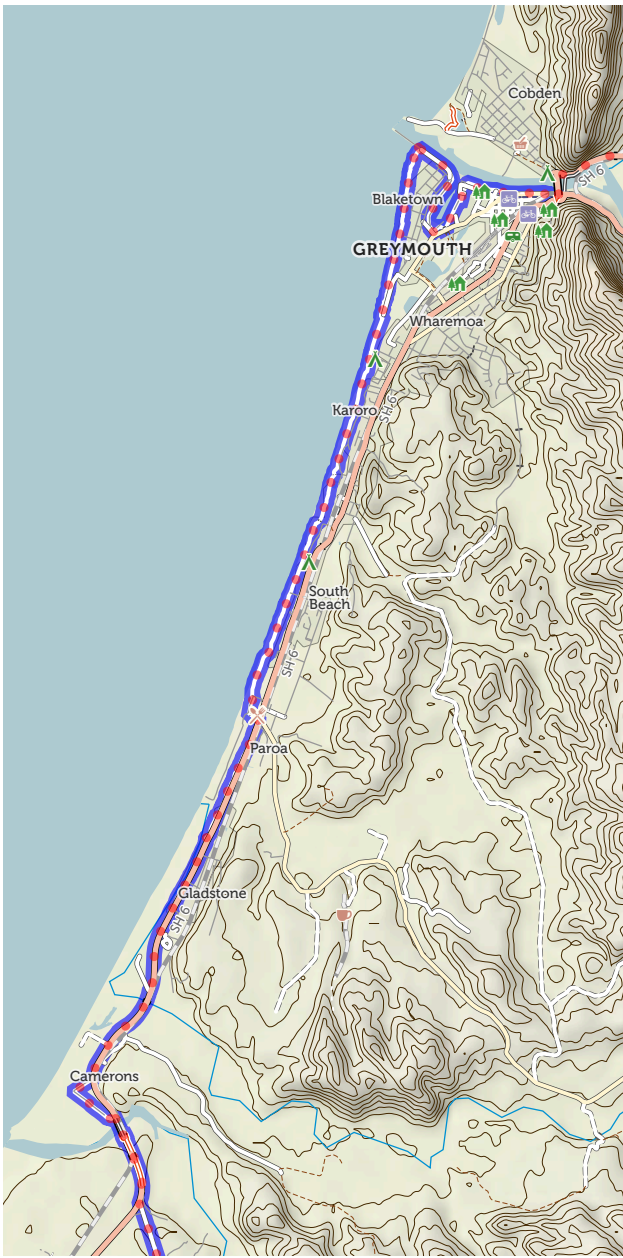 Cobden
SH 6
Blaketown
GREYMOUTH
Wharemoa
Karoro
SH 6
South
Beach
SH 6
Paroa
Gladstone
SH 6
Camerons